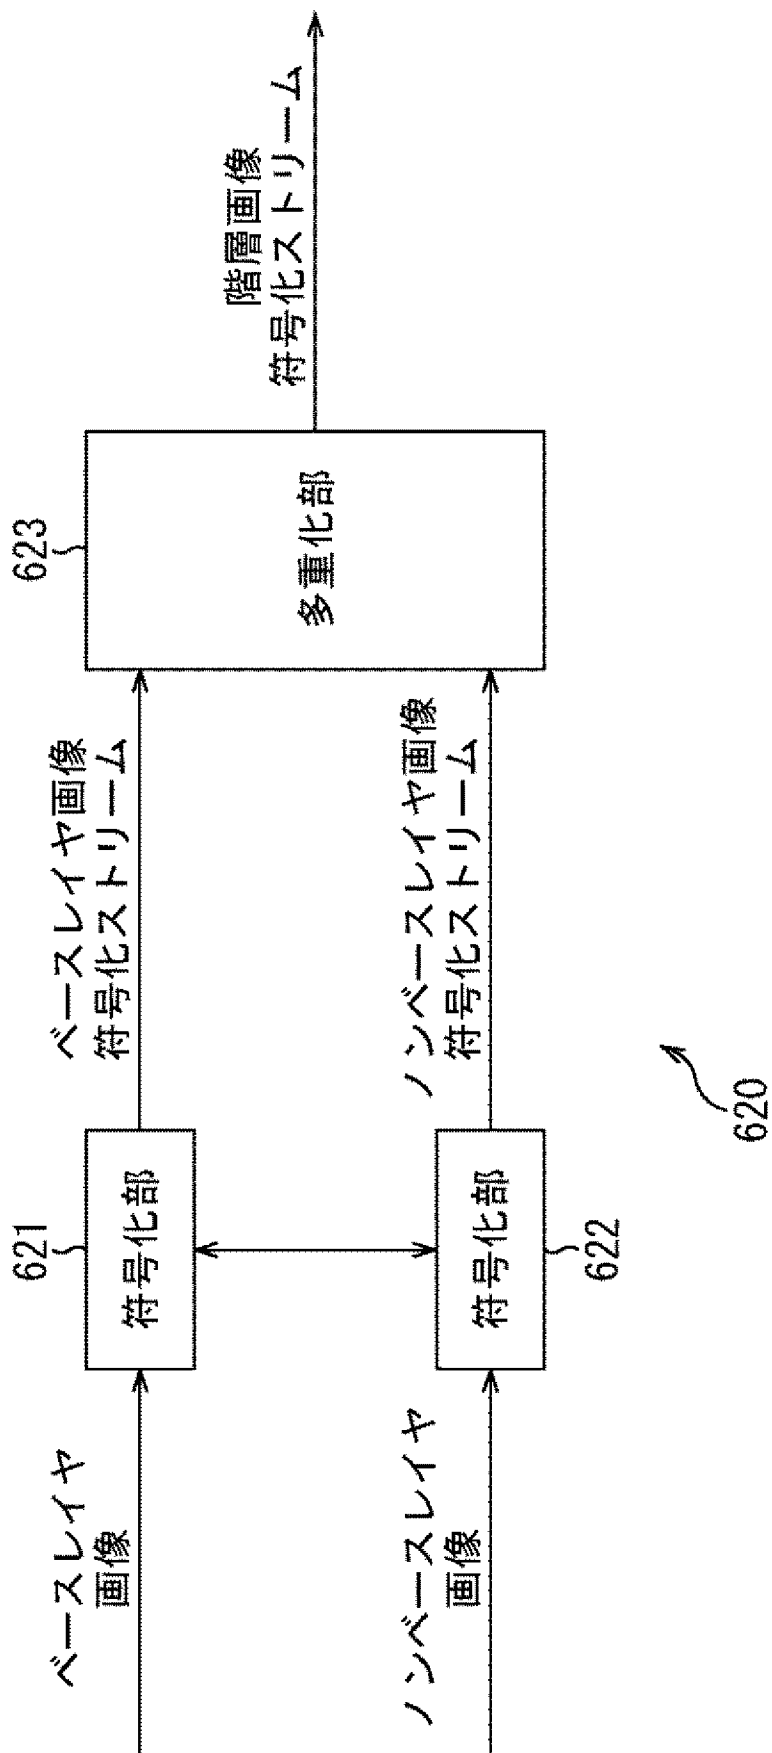 ベースレイヤ
画像
621
符号化部
ベースレイヤ画像
符号化ストリーム
623
多重化部
階層画像
符号化ストリーム
ノンベースレイヤ
画像
符号化部
622
ノンベースレイヤ画像
符号化ストリーム
620